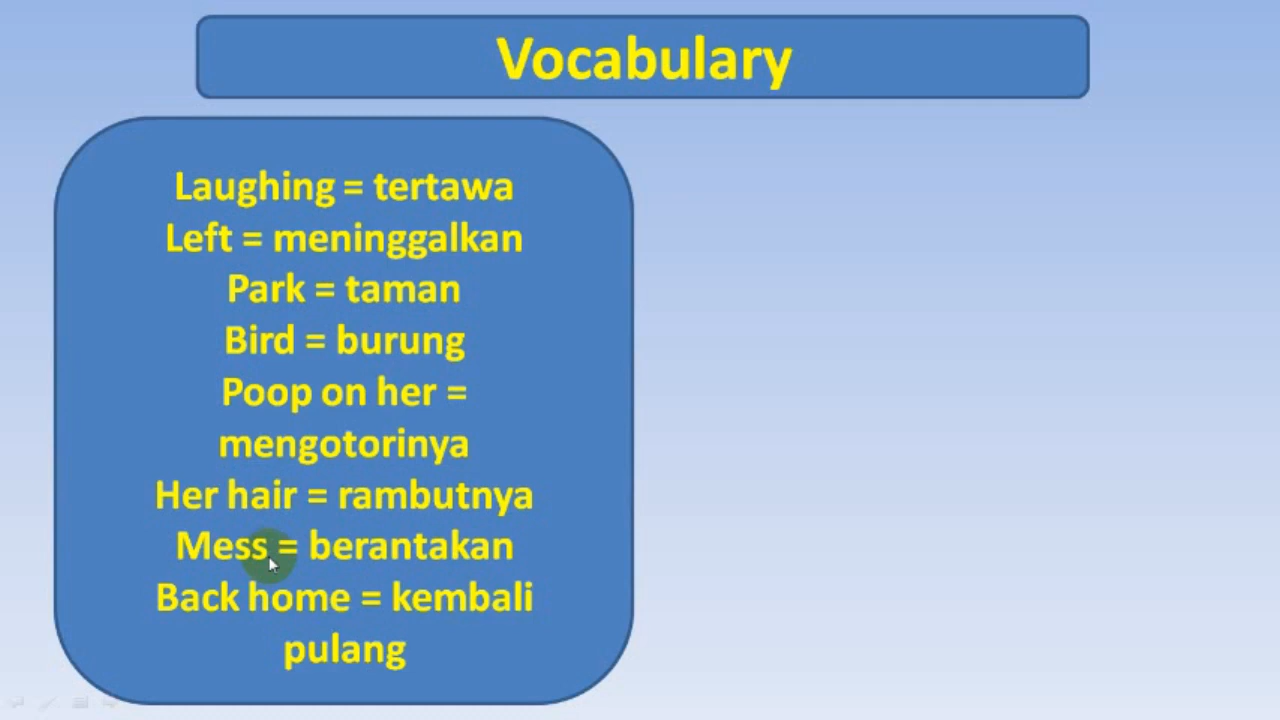 Vocabulary
Laughing = tertawa
Left = meninggalkan
Park = taman
Bird = burung
Poop on her =
mengotorinya
Her hair = rambutnya
Mess = berantakan
Back home = kembali
pulang